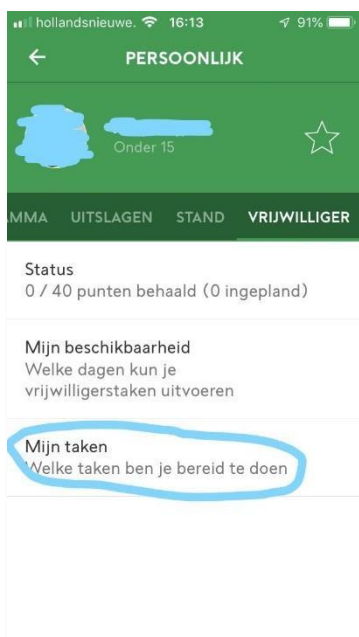 hollandsnieuwe. 16:13 91%
PERSOONLIJK
Onder 15
MMA UITSLAGEN STAND VRIJWILLIGER
Status
0 / 40 punten behaald (0 ingepland)
Mijn beschikbaarheid
Welke dagen kun je
vrijwilligerstaken uitvoeren
Mijn taken
Welke taken ben je bereid te doen